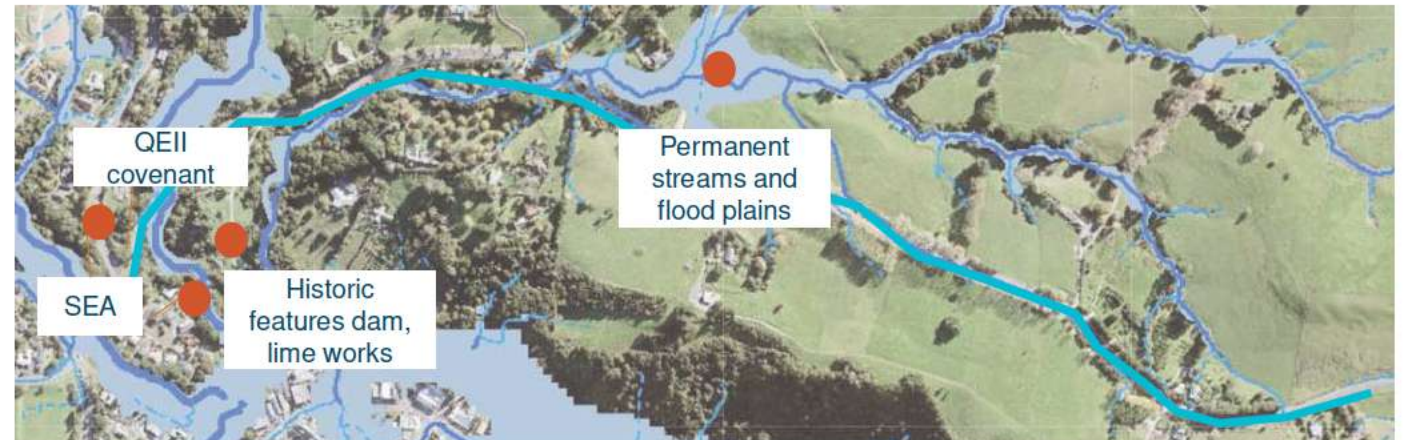 QEII
covenant
Permanent
streams and
flood plains
SEA
Historic
features dam,
lime works